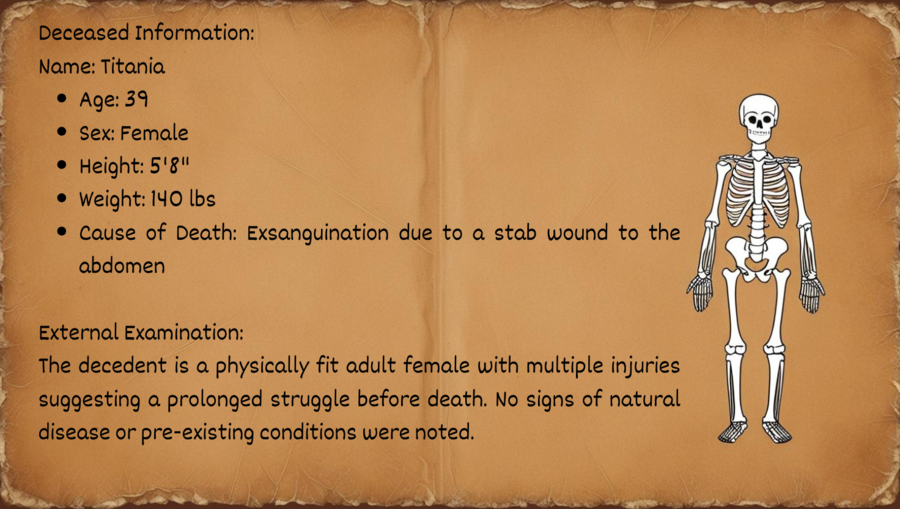 Deceased Information:
Name: Titania
• Age: 39
• Sex: Female
• Height: 5'8"
• Weight: 140 lbs
• Cause of Death: Exsanguination due to a stab wound to the
abdomen
External Examination:
The decedent is a physically fit adult female with multiple injuries
suggesting a prolonged struggle before death. No signs of natural
disease or pre-existing conditions were noted.